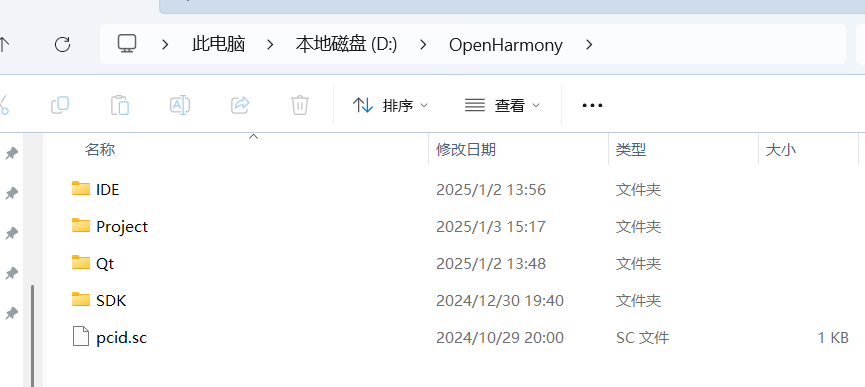 此电脑 > 本地磁盘 (D:) > OpenHarmony >
排序 查看
名称 修改日期 类型 大小
IDE 2025/1/2 13:56 文件夹
Project 2025/1/3 15:17 文件夹
Qt 2025/1/2 13:48 文件夹
SDK 2024/12/30 19:40 文件夹
pcid.sc 2024/10/29 20:00 SC 文件 1 KB